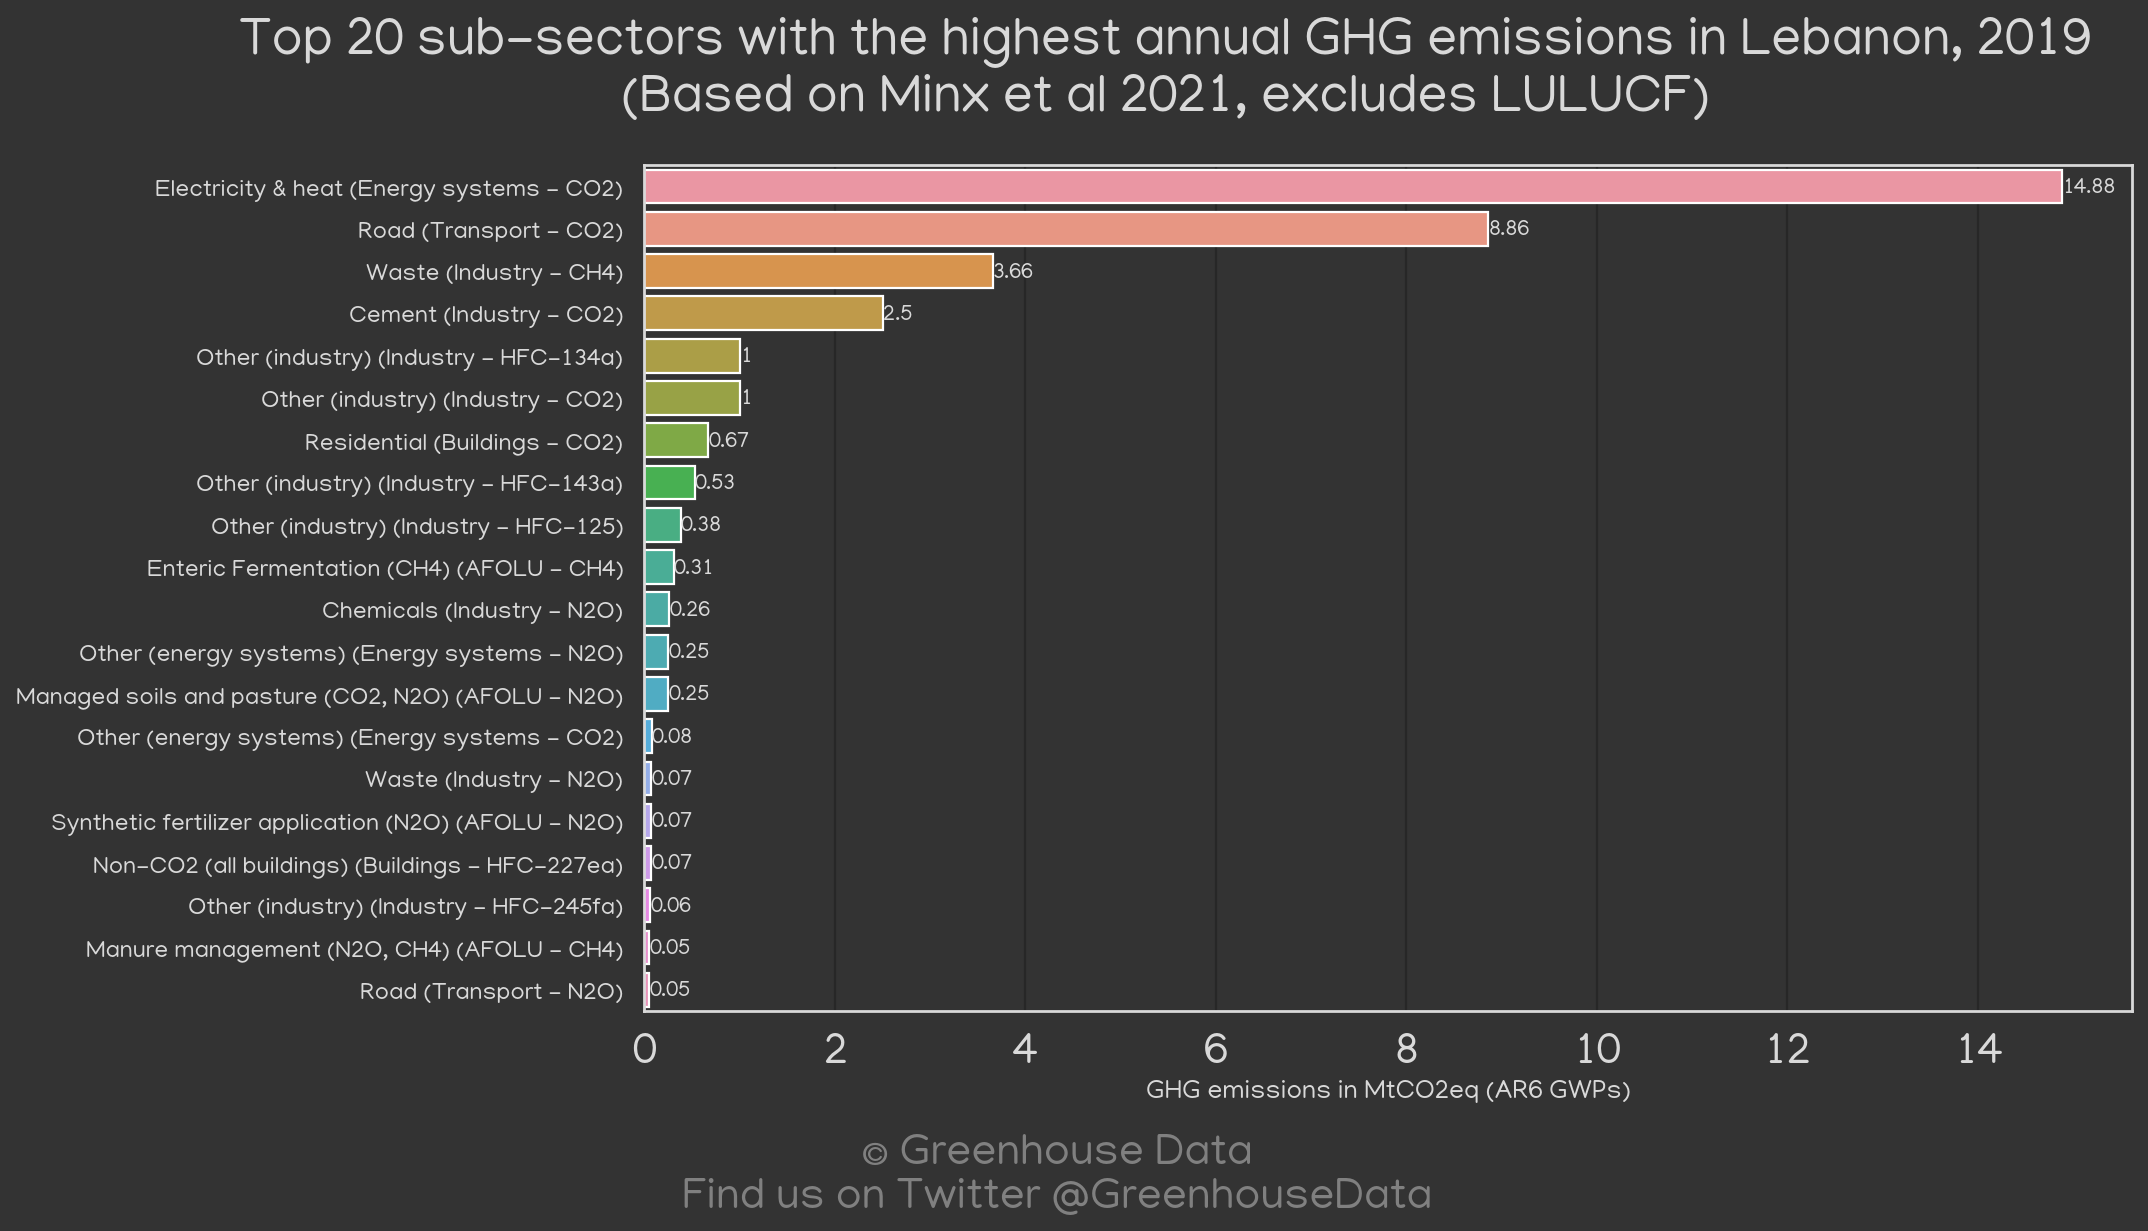 Top 20 sub-sectors with the highest annual GHG emissions in Lebanon, 2019
(Based on Minx et al 2021, excludes LULUCF)
Electricity & heat (Energy systems - CO2) 14.88
Road (Transport - CO2) 8.86
Waste (Industry - CH4) 3.66
Cement (Industry - CO2) 2.5
Other (industry) (Industry - HFC-134a) 1
Other (industry) (Industry - CO2) 1
Residential (Buildings - CO2) 0.67
Other (industry) (Industry - HFC-143a) 0.53
Other (industry) (Industry - HFC-125) 0.38
Enteric Fermentation (CH4) (AFOLU - CH4) 0.31
Chemicals (Industry - N2O) 0.26
Other (energy systems) (Energy systems - N2O) 0.25
Managed soils and pasture (CO2, N2O) (AFOLU - N2O) 0.25
Other (energy systems) (Energy systems - CO2) 0.08
Waste (Industry - N2O) 0.07
Synthetic fertilizer application (N2O) (AFOLU - N2O) 0.07
Non-CO2 (all buildings) (Buildings - HFC-227ea) 0.07
Other (industry) (Industry - HFC-245fa) 0.06
Manure management (N2O, CH4) (AFOLU - CH4) 0.05
Road (Transport - N2O) 0.05
0 2 4 6 8 10 12 14
GHG emissions in MtCO2eq (AR6 GWPs)
© Greenhouse Data
Find us on Twitter @GreenhouseData